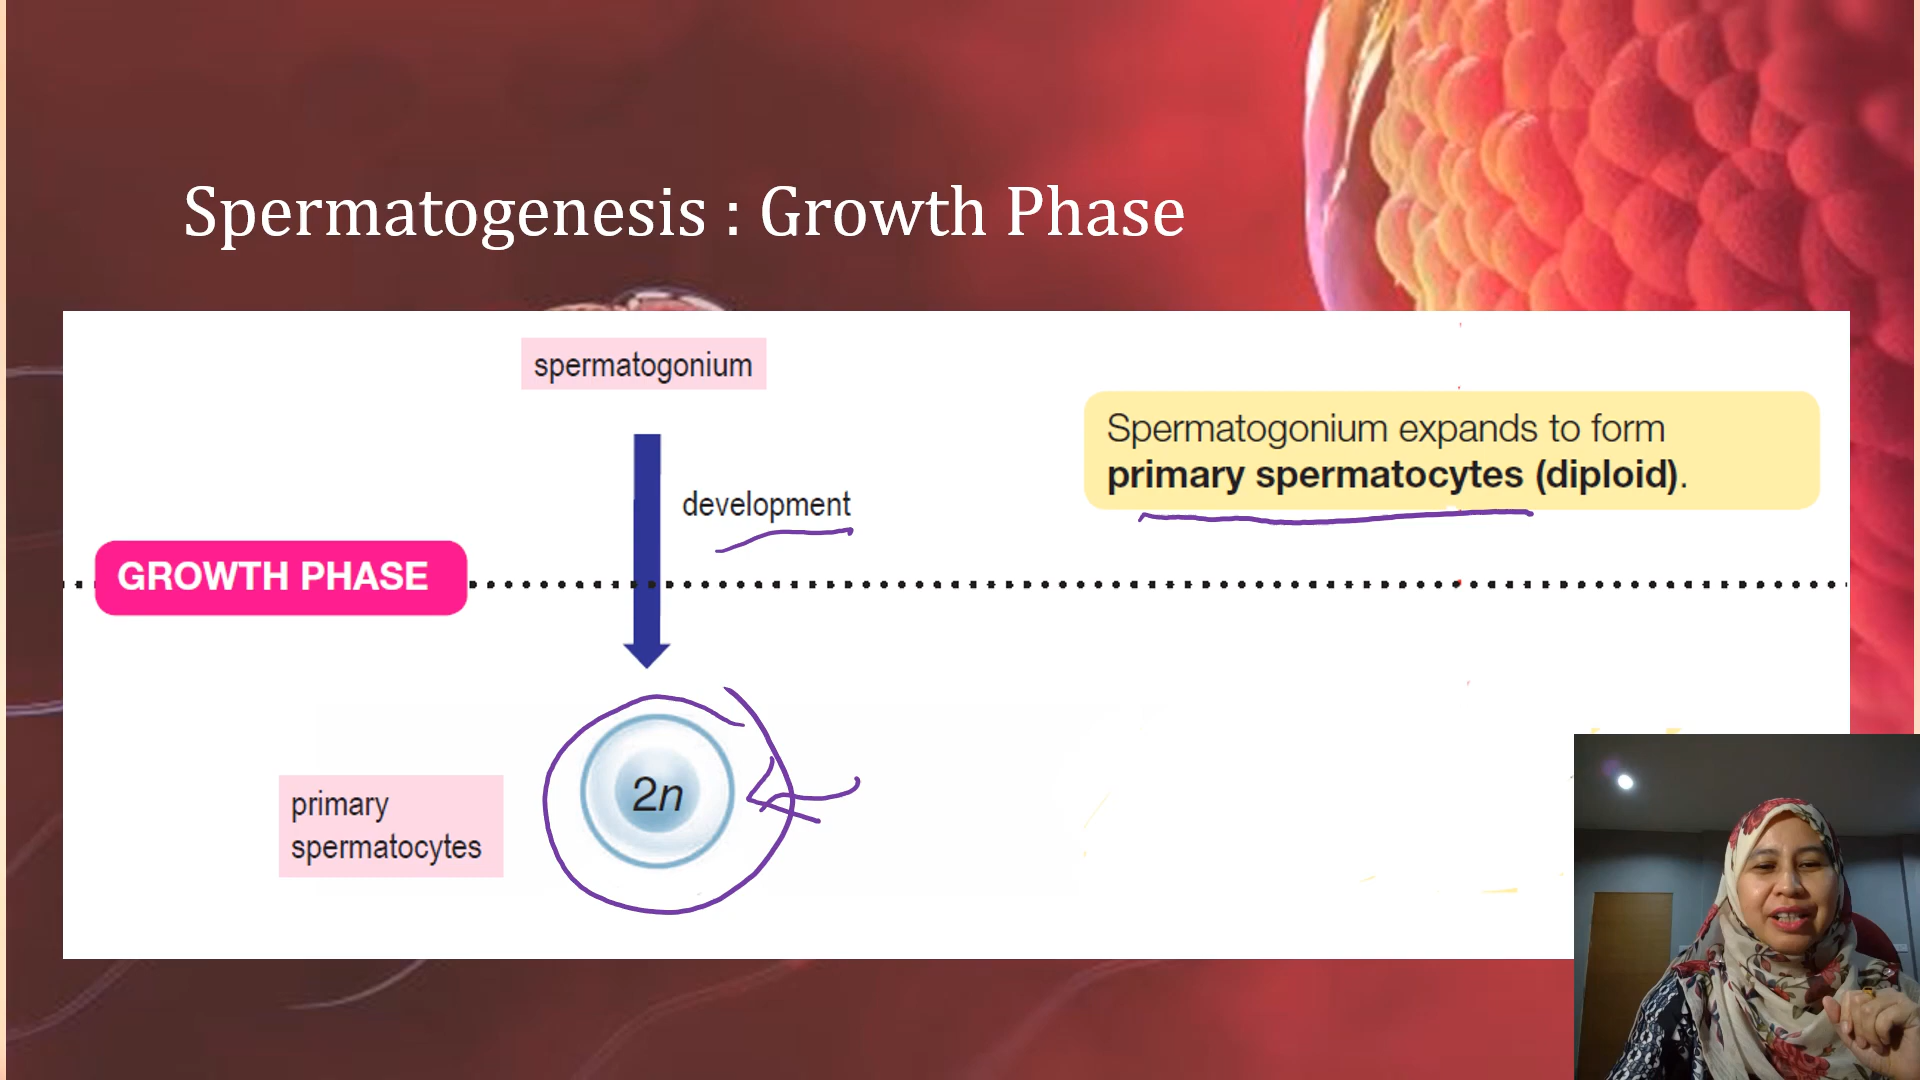 Spermatogenesis : Growth Phase
spermatogonium
Spermatogonium expands to form
primary spermatocytes (diploid).
development
GROWTH PHASE
2n
primary
spermatocytes